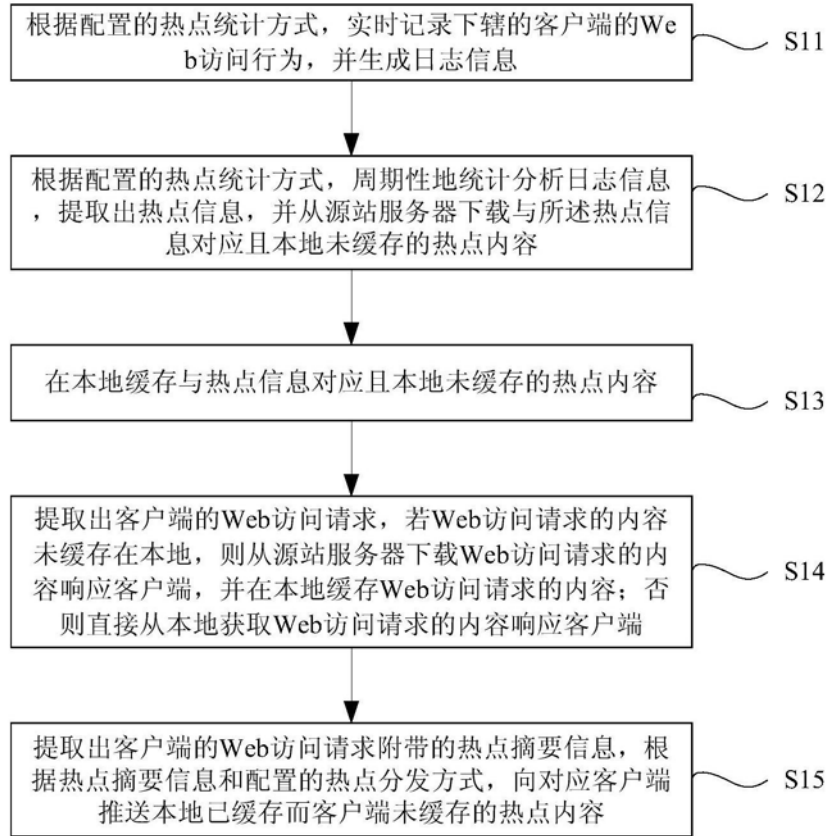 根据配置的热点统计方式，实时记录下辖的客户端的We
b访问行为，并生成日志信息
S11
根据配置的热点统计方式，周期性地统计分析日志信息
，提取出热点信息，并从源站服务器下载与所述热点信
息对应且本地未缓存的热点内容
S12
在本地缓存与热点信息对应且本地未缓存的热点内容
S13
提取出客户端的Web访问请求，若Web访问请求的内容
未缓存在本地，则从源站服务器下载Web访问请求的内
容响应客户端，并在本地缓存Web访问请求的内容；否
则直接从本地获取Web访问请求的内容响应客户端
S14
提取出客户端的Web访问请求附带的热点摘要信息，根
据热点摘要信息和配置的热点分发方式，向对应客户端
推送本地已缓存而客户端未缓存的热点内容
S15